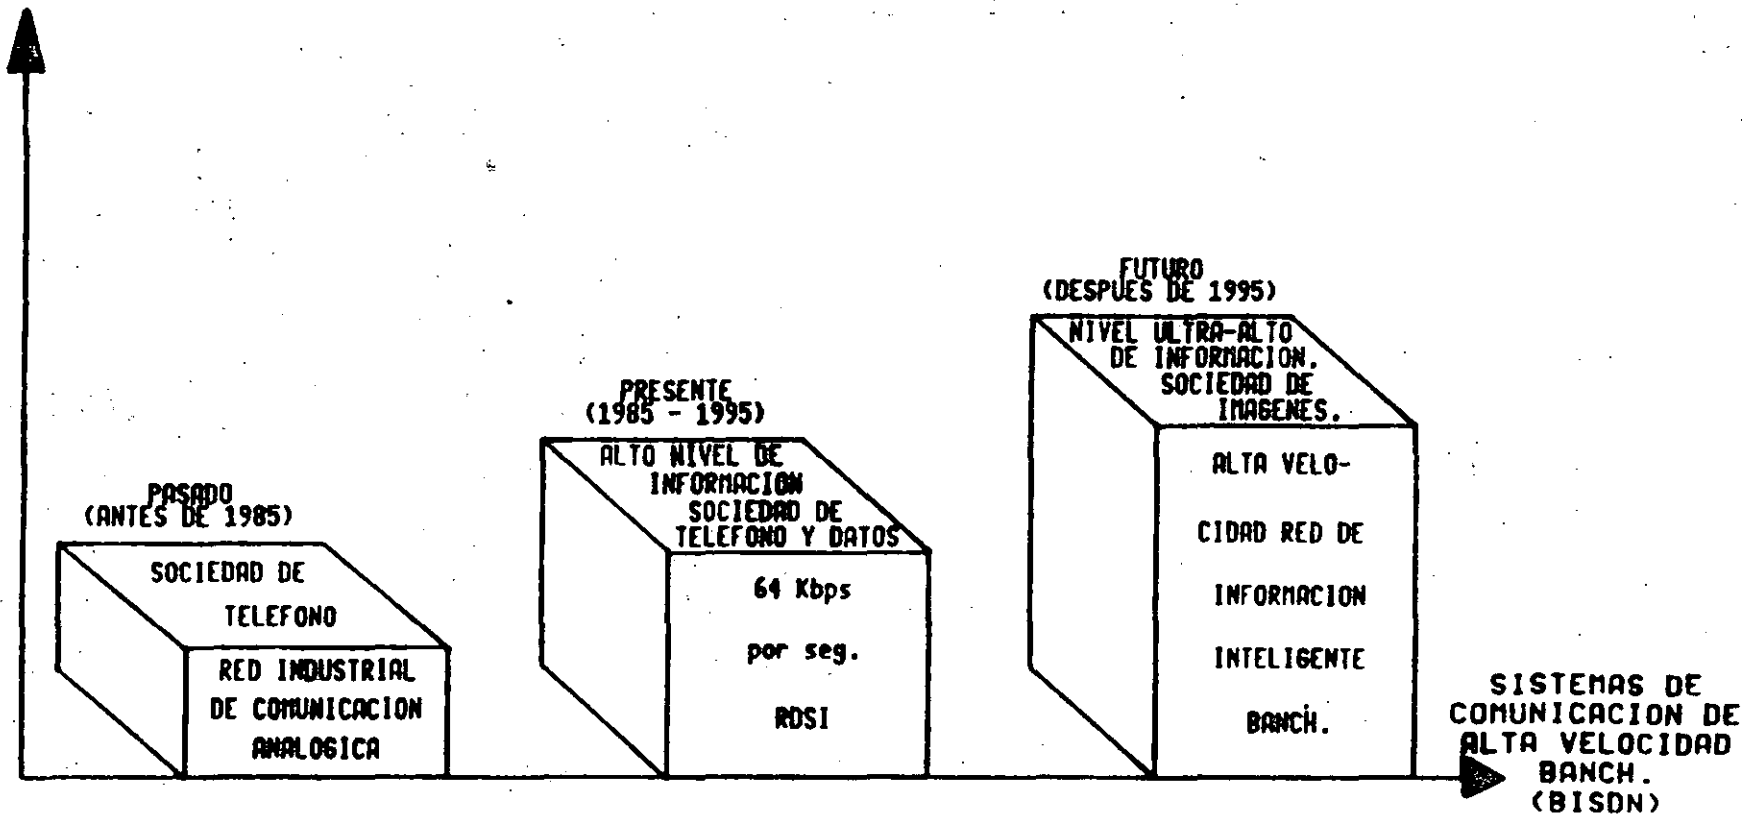 PASADO
(ANTES DE 1985)
SOCIEDAD DE
TELEFONO
RED INDUSTRIAL
DE COMUNICACION
ANALOGICA
PRESENTE
(1985 - 1995)
ALTO NIVEL DE
INFORMACION
SOCIEDAD DE
TELEFONO Y DATOS
64 Kbps
por seg.
RDSI
FUTURO
(DESPUES DE 1995)
NIVEL ULTRA-ALTO
DE INFORMACION.
SOCIEDAD DE
IMAGENES.
ALTA VELO-
CIDAD RED DE
INFORMACION
INTELIGENTE
BANCH.
SISTEMAS DE
COMUNICACION DE
ALTA VELOCIDAD
BANCH.
(BISDN)